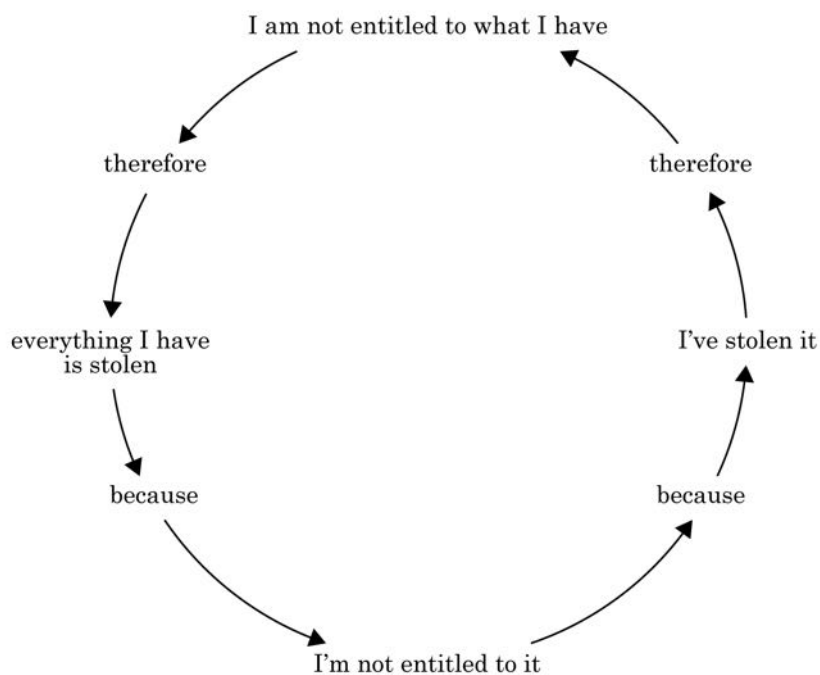 I am not entitled to what I have
therefore
everything I have
is stolen
because
I’m not entitled to it
because
I’ve stolen it
therefore